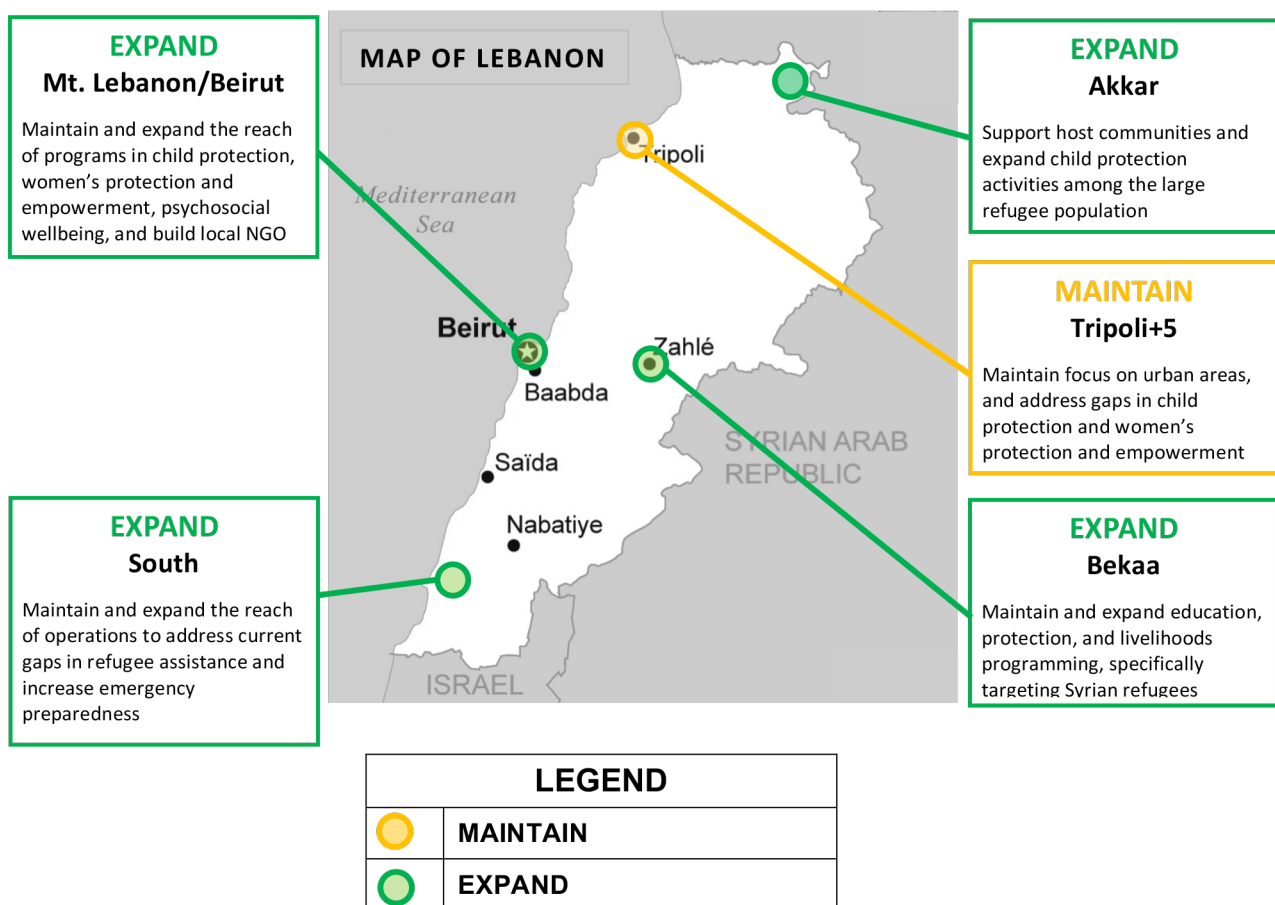 EXPAND
Mt. Lebanon/Beirut
Maintain and expand the reach
of programs in child protection,
women’s protection and
empowerment, psychosocial
wellbeing, and build local NGO
EXPAND
South
Maintain and expand the reach
of operations to address current
gaps in refugee assistance and
increase emergency
preparedness
MAP OF LEBANON
Mediterranean
Sea
Tripoli
Beirut
Baabda
Zahlé
Saïda
Nabatiye
SYRIAN ARAB
REPUBLIC
ISRAEL
EXPAND
Akkar
Support host communities and
expand child protection
activities among the large
refugee population
MAINTAIN
Tripoli+5
Maintain focus on urban areas,
and address gaps in child
protection and women’s
protection and empowerment
EXPAND
Bekaa
Maintain and expand education,
protection, and livelihoods
programming, specifically
targeting Syrian refugees
LEGEND
MAINTAIN
EXPAND